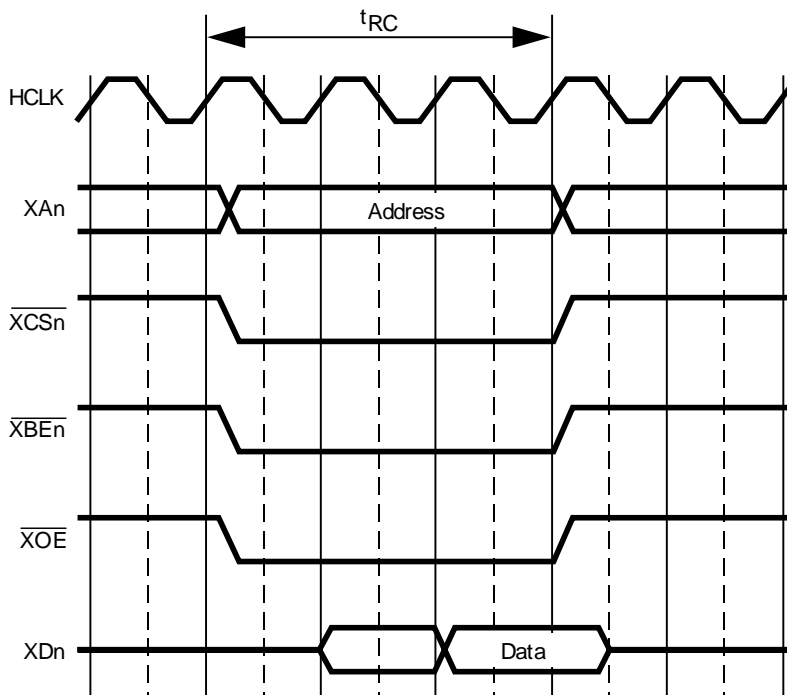 tRC
HCLK
XAn
Address
XCSn
XBEn
XOE
XDn
Data